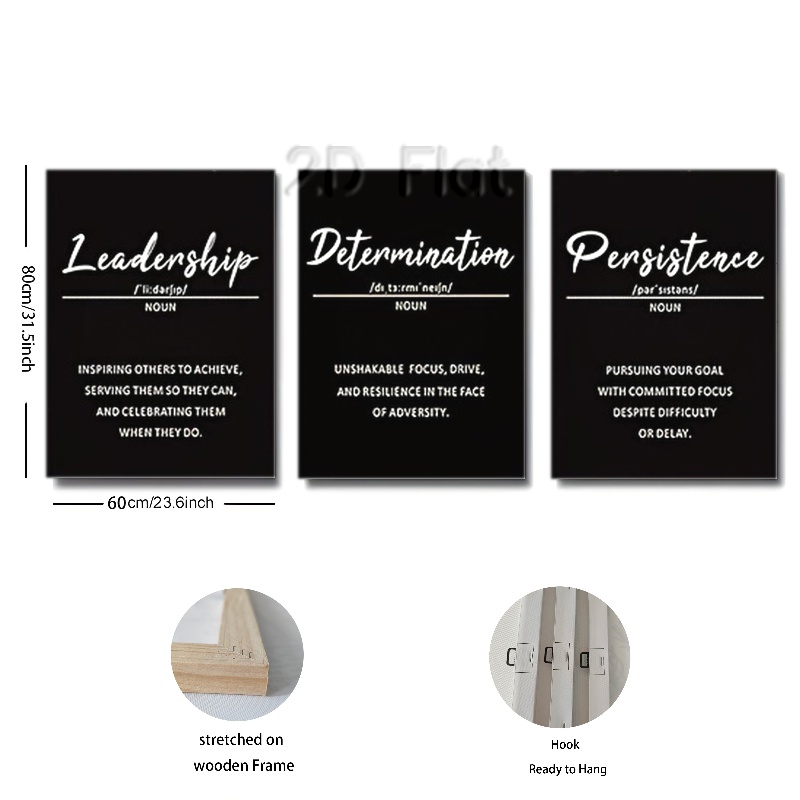 2D Flat
Leadership
/ˈliːdərʃɪp/
NOUN
INSPIRING OTHERS TO ACHIEVE,
SERVING THEM SO THEY CAN,
AND CELEBRATING THEM
WHEN THEY DO.
Determination
/dɪˌtɜːrmɪˈneɪʃn/
NOUN
UNSHAKABLE FOCUS, DRIVE,
AND RESILIENCE IN THE FACE
OF ADVERSITY.
Persistence
/pərˈsɪstəns/
NOUN
PURSUING YOUR GOAL
WITH COMMITTED FOCUS
DESPITE DIFFICULTY
OR DELAY.
80cm/31.5inch
60cm/23.6inch
stretched on
wooden Frame
Hook
Ready to Hang